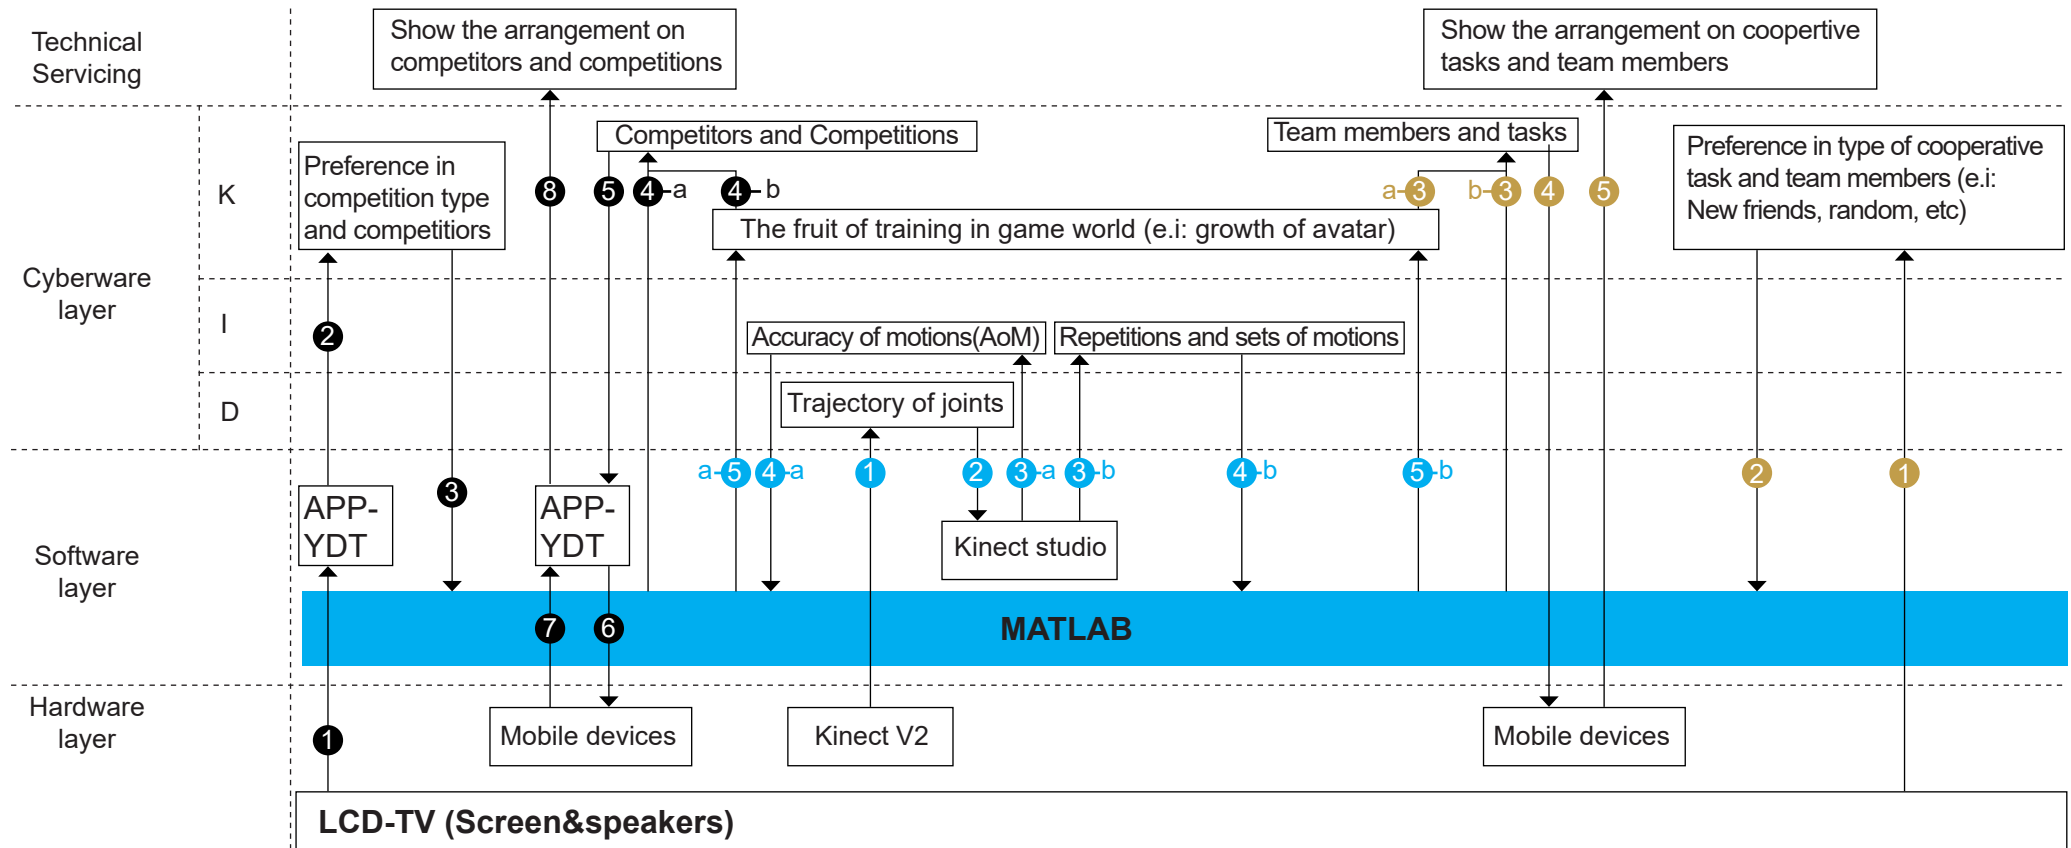 Technical
Servicing
Show the arrangement on
competitors and competitions
Show the arrangement on coopertive
tasks and team members
Cyberware
layer
K
Preference in
competition type
and competitiors
8
5
4
a
4
b
Competitors and Competitions
Team members and tasks
a
3
b
3
4
5
Preference in type of cooperative
task and team members (e.i:
New friends, random, etc)
The fruit of training in game world (e.i: growth of avatar)
I
2
Accuracy of motions(AoM)
Repetitions and sets of motions
D
Trajectory of joints
Software
layer
APP-
YDT
3
APP-
YDT
a
5
4
a
1
2
3
a
3
b
4
b
5
b
2
1
Kinect studio
7
6
MATLAB
Hardware
layer
1
Mobile devices
Kinect V2
Mobile devices
LCD-TV (Screen&speakers)